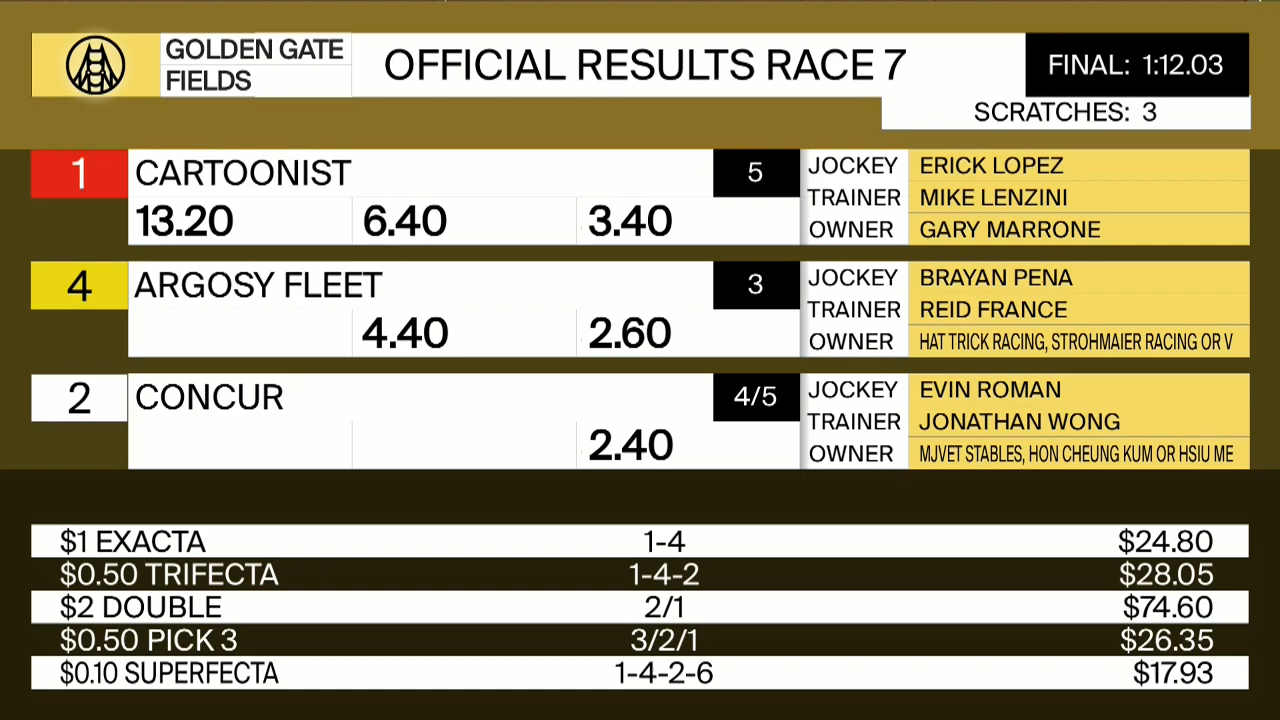 GOLDEN GATE
FIELDS
OFFICIAL RESULTS RACE 7
FINAL: 1:12.03
SCRATCHES: 3
1 CARTOONIST 5 JOCKEY ERICK LOPEZ
TRAINER MIKE LENZINI
13.20 6.40 3.40 OWNER GARY MARRONE
4 ARGOSY FLEET 3 JOCKEY BRAYAN PENA
TRAINER REID FRANCE
4.40 2.60 OWNER HAT TRICK RACING, STROHMAIER RACING OR V
2 CONCUR 4/5 JOCKEY EVIN ROMAN
TRAINER JONATHAN WONG
2.40 OWNER MJVET STABLES, HON CHEUNG KUM OR HSIU ME
$1 EXACTA 1-4 $24.80
$0.50 TRIFECTA 1-4-2 $28.05
$2 DOUBLE 2/1 $74.60
$0.50 PICK 3 3/2/1 $26.35
$0.10 SUPERFECTA 1-4-2-6 $17.93